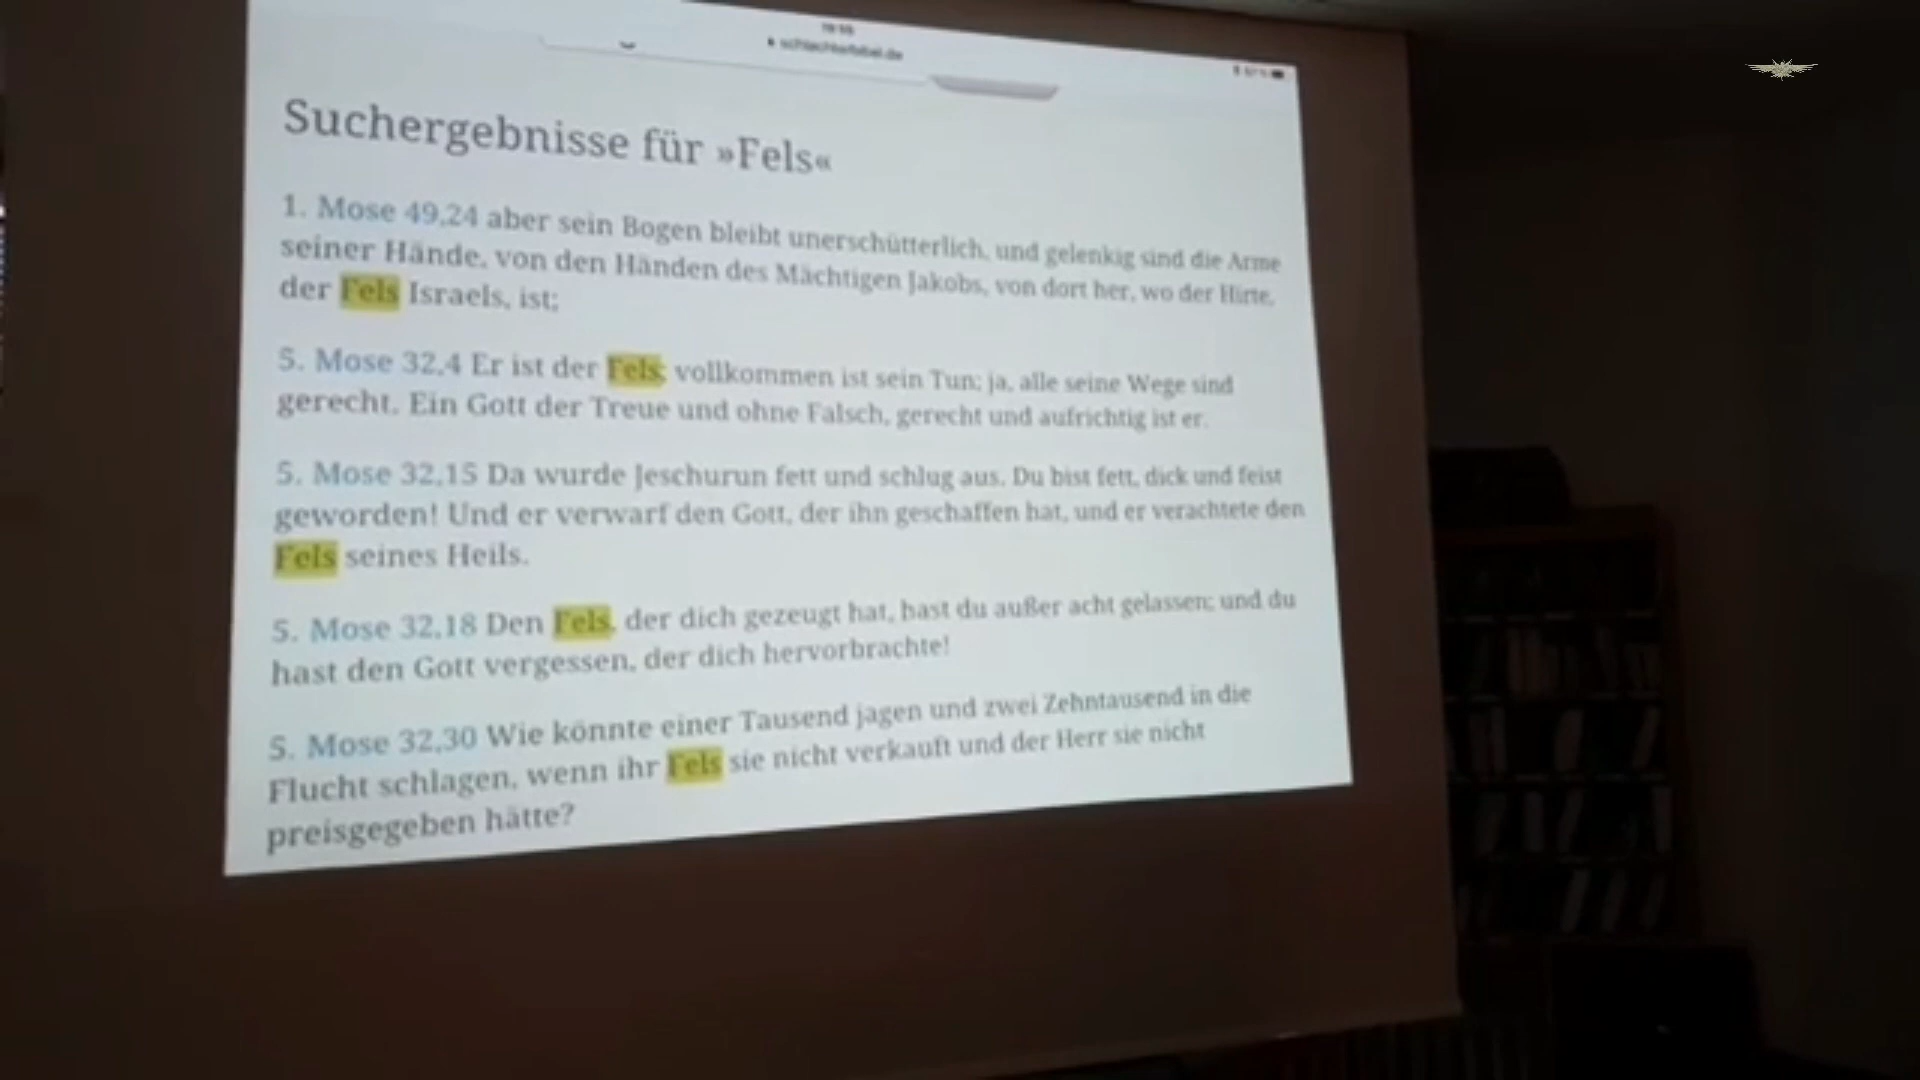 schlachterbibel.de
Suchergebnisse für »Fels«
1. Mose 49,24 aber sein Bogen bleibt unerschütterlich, und gelenkig sind die Arme
seiner Hände, von den Händen des Mächtigen Jakobs, von dort her, wo der Hirte,
der Fels Israels, ist;
5. Mose 32,4 Er ist der Fels; vollkommen ist sein Tun; ja, alle seine Wege sind
gerecht. Ein Gott der Treue und ohne Falsch, gerecht und aufrichtig ist er.
5. Mose 32,15 Da wurde Jeschurun fett und schlug aus. Du bist fett, dick und feist
geworden! Und er verwarf den Gott, der ihn geschaffen hat, und er verachtete den
Fels seines Heils.
5. Mose 32,18 Den Fels, der dich gezeugt hat, hast du außer acht gelassen; und du
hast den Gott vergessen, der dich hervorbrachte!
5. Mose 32,30 Wie könnte einer Tausend jagen und zwei Zehntausend in die
Flucht schlagen, wenn ihr Fels sie nicht verkauft und der Herr sie nicht
preisgegeben hätte?